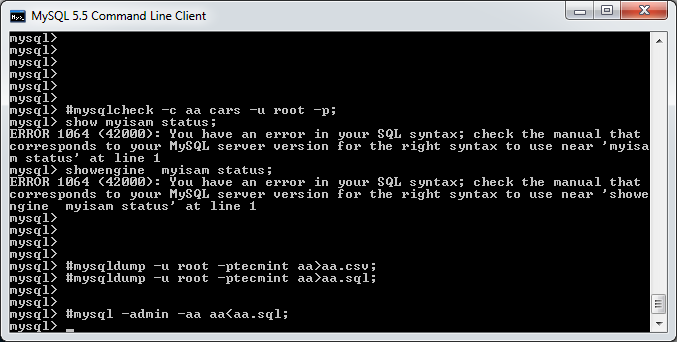 MySQL 5.5 Command Line Client
mysql>
mysql>
mysql>
mysql>
mysql>
mysql>
mysql> #mysqlcheck -c aa cars -u root -p;
mysql> show myisam status;
ERROR 1064 (42000): You have an error in your SQL syntax; check the manual that
corresponds to your MySQL server version for the right syntax to use near 'myisa
m status' at line 1
mysql> showengine  myisam status;
ERROR 1064 (42000): You have an error in your SQL syntax; check the manual that
corresponds to your MySQL server version for the right syntax to use near 'showe
ngine  myisam status' at line 1
mysql>
mysql>
mysql>
mysql>
mysql> #mysqldump -u root -ptecmint aa>aa.csv;
mysql> #mysqldump -u root -ptecmint aa>aa.sql;
mysql>
mysql>
mysql> #mysql -admin -aa aa<aa.sql;
mysql> _